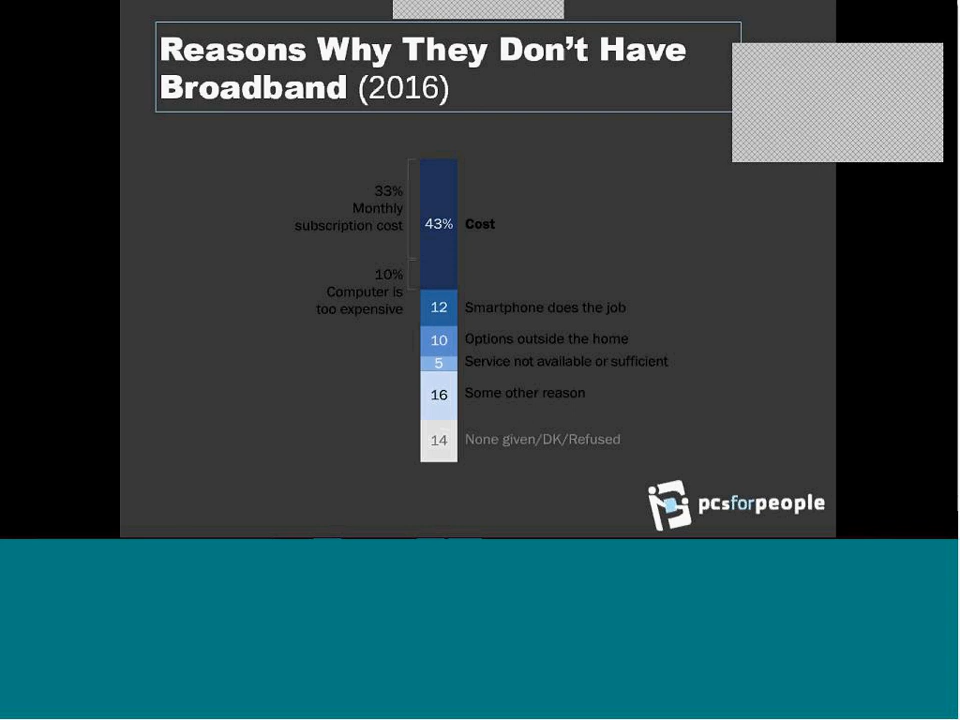 Reasons Why They Don't Have
Broadband (2016)
33%
Monthly
subscription cost
43%
Cost
10%
Computer is
too expensive
12
Smartphone does the job
10
Options outside the home
5
Service not available or sufficient
16
Some other reason
14
None given/DK/Refused
pcsforpeople